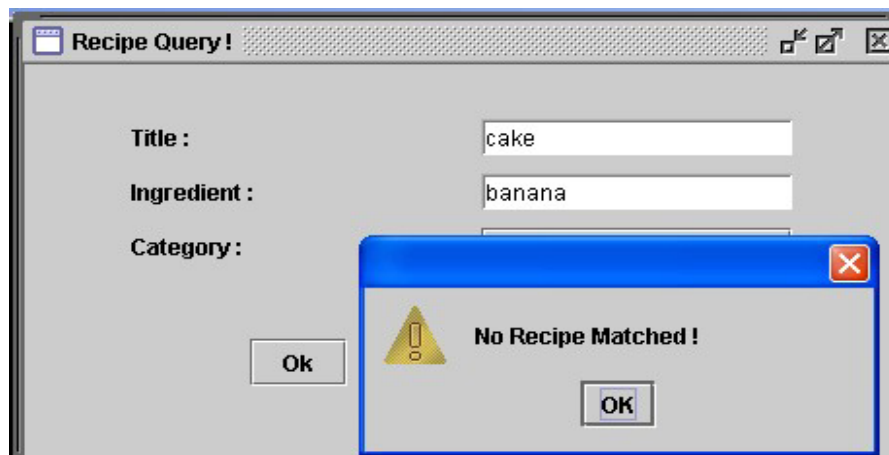 Recipe Query !
Title :
cake
Ingredient :
banana
Category :
No Recipe Matched !
Ok
OK